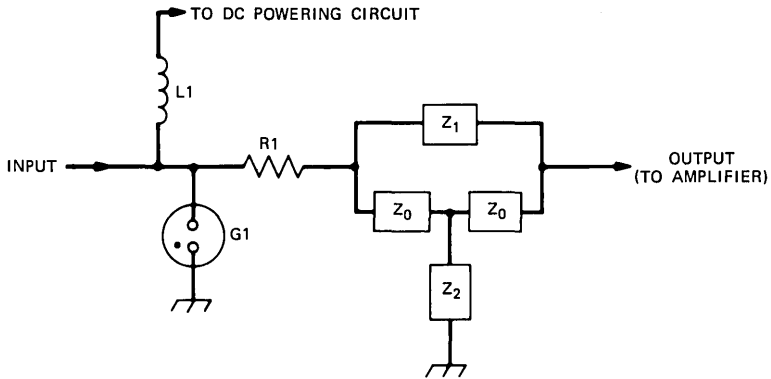 TO DC POWERING CIRCUIT
L1
R1
Z1
INPUT
OUTPUT
(TO AMPLIFIER)
Z0
Z0
G1
Z2